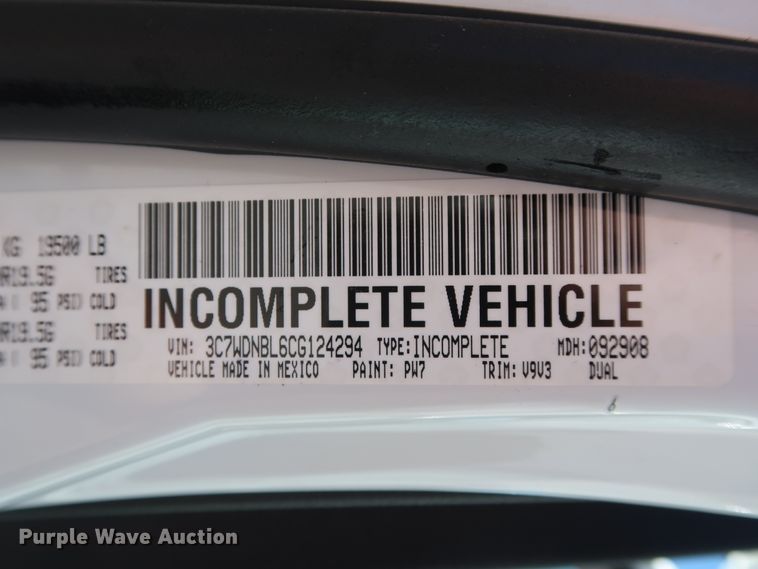 KG 19500 LB
R19.5G TIRES
95 PSI) COLD
R19.5G TIRES
95 PSI) COLD
INCOMPLETE VEHICLE
VIN: 3C7WDNBL6CG124294 TYPE: INCOMPLETE MDH: 092908
VEHICLE MADE IN MEXICO PAINT: PW7 TRIM: V9V3 DUAL
Purple Wave Auction